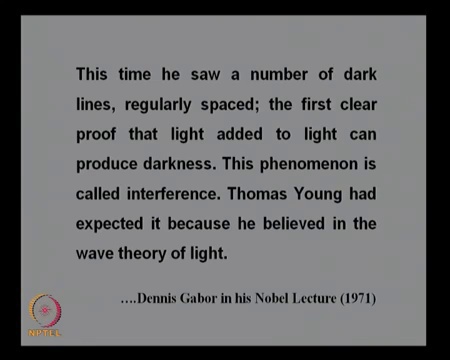 This time he saw a number of dark
lines, regularly spaced; the first clear
proof that light added to light can
produce darkness. This phenomenon is
called interference. Thomas Young had
expected it because he believed in the
wave theory of light.
....Dennis Gabor in his Nobel Lecture (1971)
NPTEL